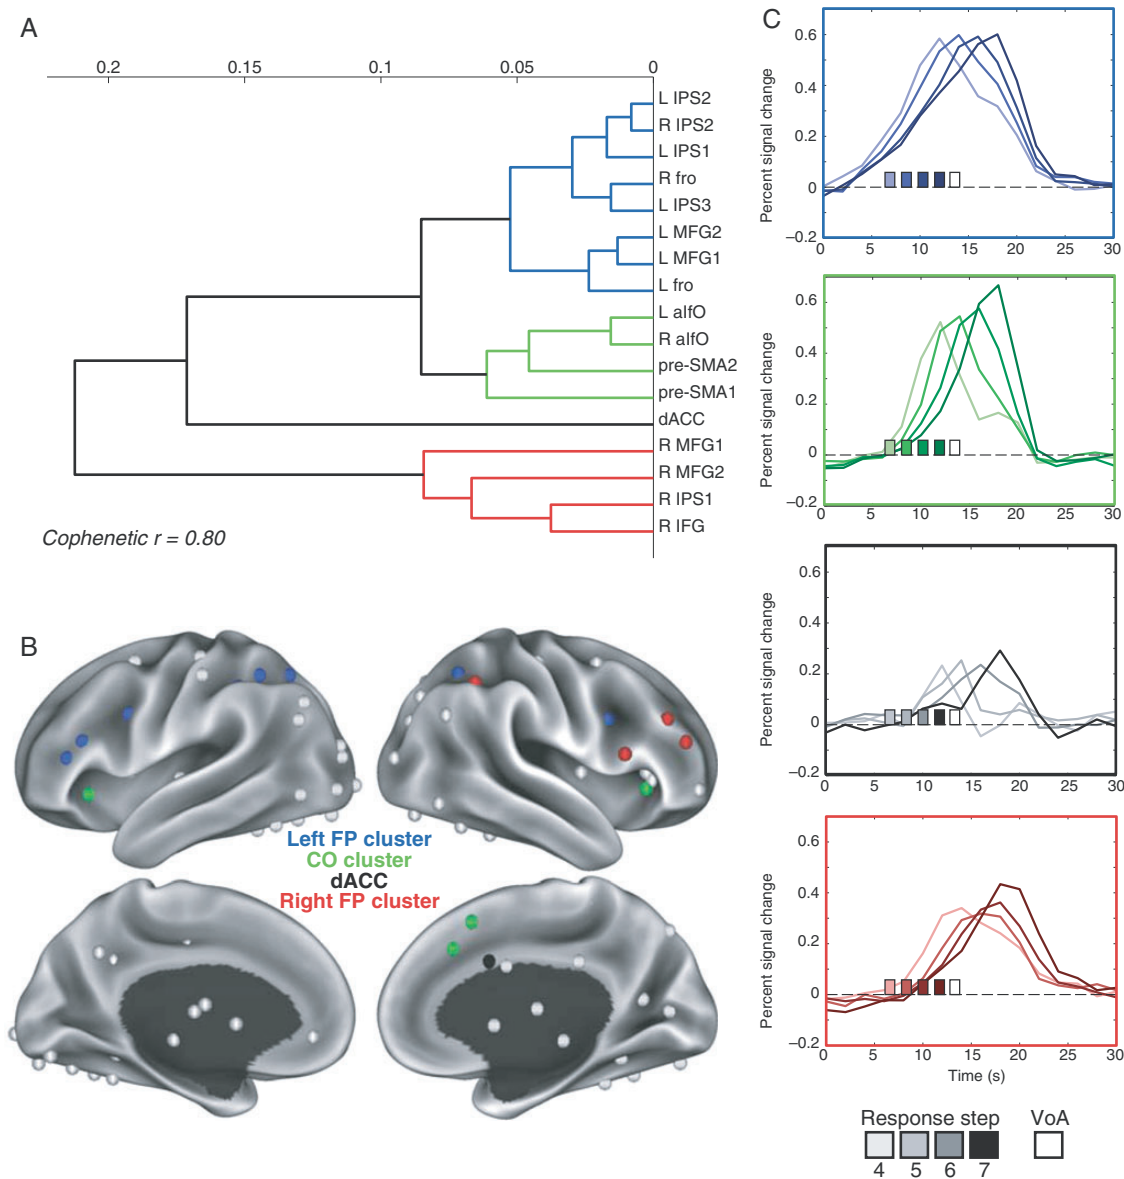 A
0.2 0.15 0.1 0.05 0
L IPS2
R IPS2
L IPS1
R fro
L IPS3
L MFG2
L MFG1
L fro
L aIfO
R aIfO
pre-SMA2
pre-SMA1
dACC
R MFG1
R MFG2
R IPS1
R IFG
Cophenetic r = 0.80
B
Left FP cluster
CO cluster
dACC
Right FP cluster
C
Percent signal change
0.6
0.4
0.2
0
–0.2
0 5 10 15 20 25 30
Percent signal change
0.6
0.4
0.2
0
–0.2
0 5 10 15 20 25 30
Percent signal change
0.6
0.4
0.2
0
–0.2
0 5 10 15 20 25 30
Percent signal change
0.6
0.4
0.2
0
–0.2
0 5 10 15 20 25 30
Time (s)
Response step VoA
4 5 6 7